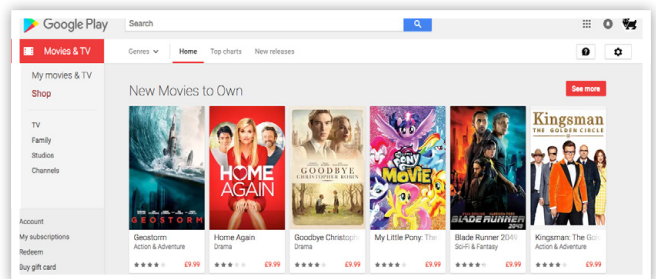 Google Play
Search
Movies & TV
Genres
Home
Top charts
New releases
My movies & TV
Shop
TV
Family
Studios
Channels
Account
My subscriptions
Redeem
Buy gift card
New Movies to Own
See more
GEOSTORM
HOME
AGAIN
GOODBYE
CHRISTOPHER ROBIN
MY LITTLE
PONY
THE
MOVIE
BLADE RUNNER
2049
Kingsman
THE GOLDEN CIRCLE
Geostorm
Action & Adventure
£9.99
Home Again
Drama
£9.99
Goodbye Christoph
Drama
£9.99
My Little Pony: The
£9.99
Blade Runner 2049
Sci-Fi & Fantasy
£9.99
Kingsman: The Gol
Action & Adventure
£9.99